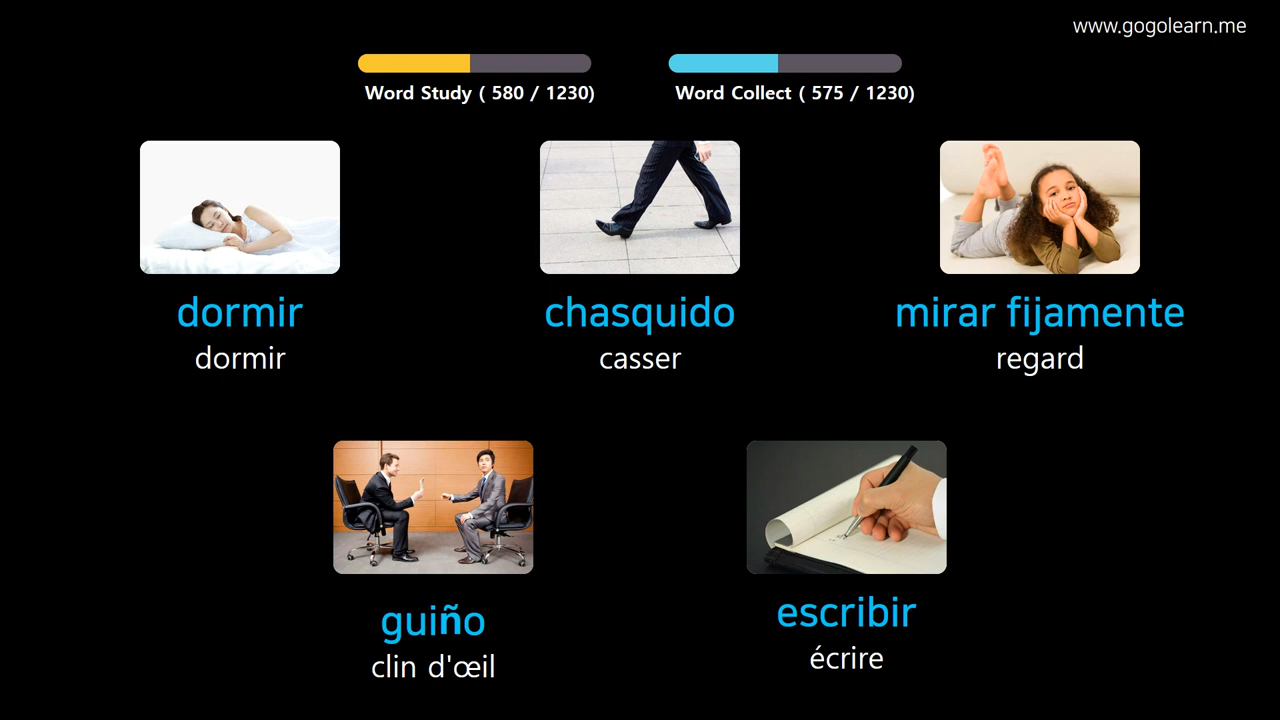 www.gogolearn.me
Word Study ( 580 / 1230)
Word Collect ( 575 / 1230)
dormir
dormir
chasquido
casser
mirar fijamente
regard
guiño
clin d'œil
escribir
écrire